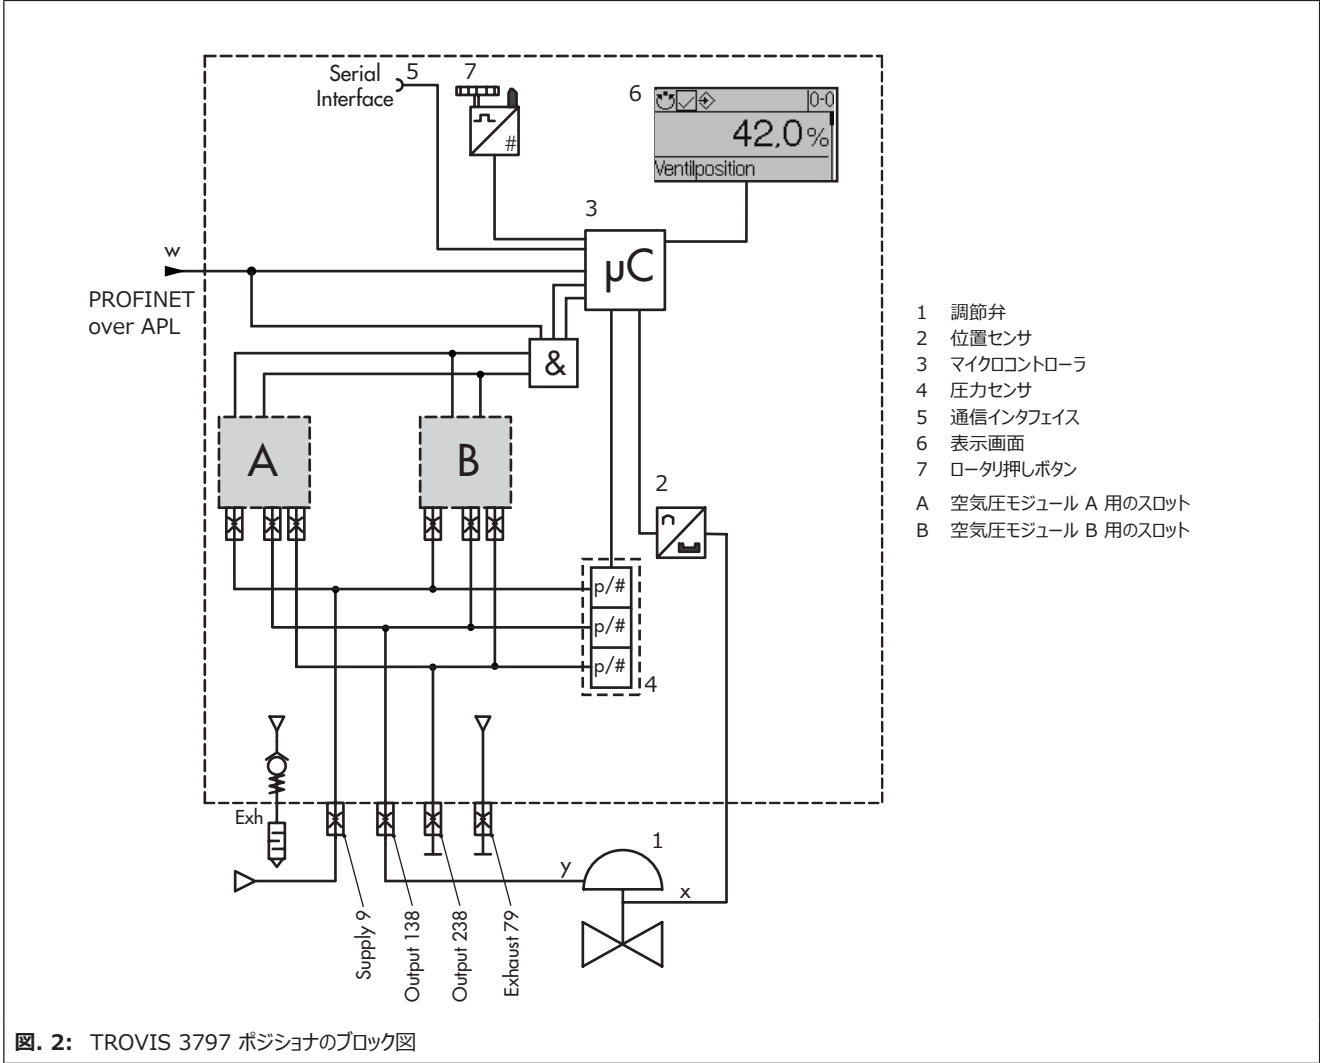 Serial 5
Interface
7
6
0-0
42,0%
Ventilposition
3
µC
w
PROFINET
over APL
&
A
B
2
p/#
p/#
p/#
4
#
Exh
1
y
x
Supply 9
Output 138
Output 238
Exhaust 79
1 調節弁
2 位置センサ
3 マイクロコントローラ
4 圧力センサ
5 通信インタフェイス
6 表示画面
7 ロータリ押しボタン
A 空気圧モジュール A 用のスロット
B 空気圧モジュール B 用のスロット
図. 2: TROVIS 3797 ポジショナのブロック図